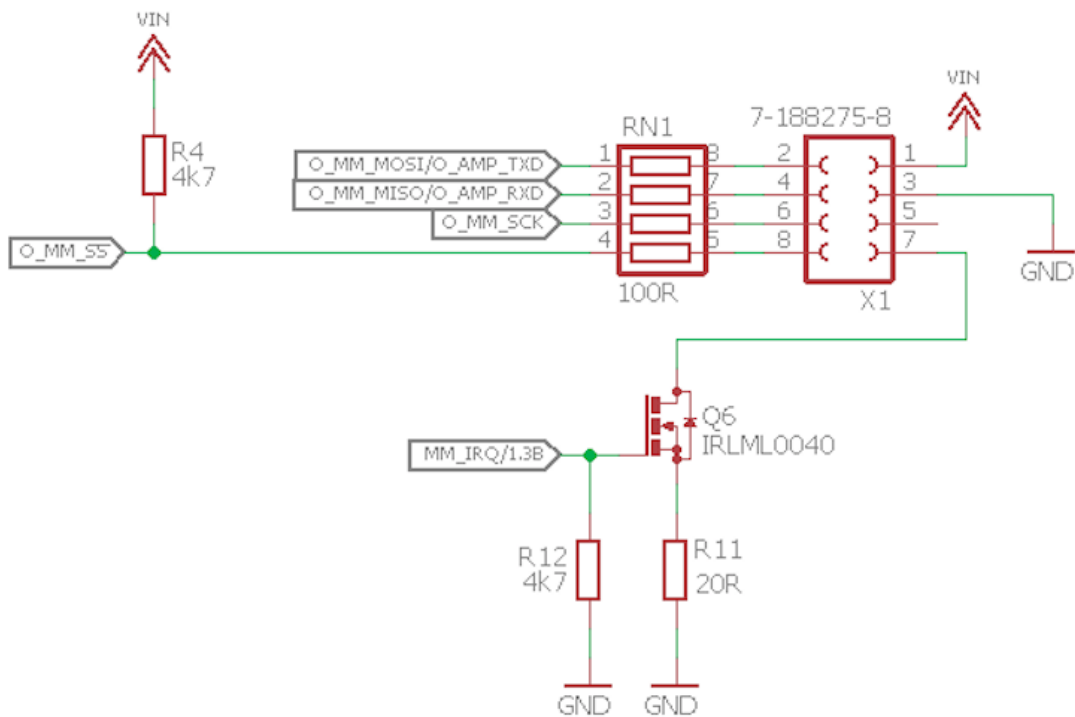 VIN
VIN
7-188275-8
RN1
R4
4k7
O_MM_MOSI/O_AMP_TXD
1
8
2
1
O_MM_MISO/O_AMP_RXD
2
7
4
3
O_MM_SCK
3
6
6
5
O_MM_SS
4
5
8
7
GND
100R
X1
Q6
IRLML0040
MM_IRQ/1.3B
R12
4k7
R11
20R
GND
GND